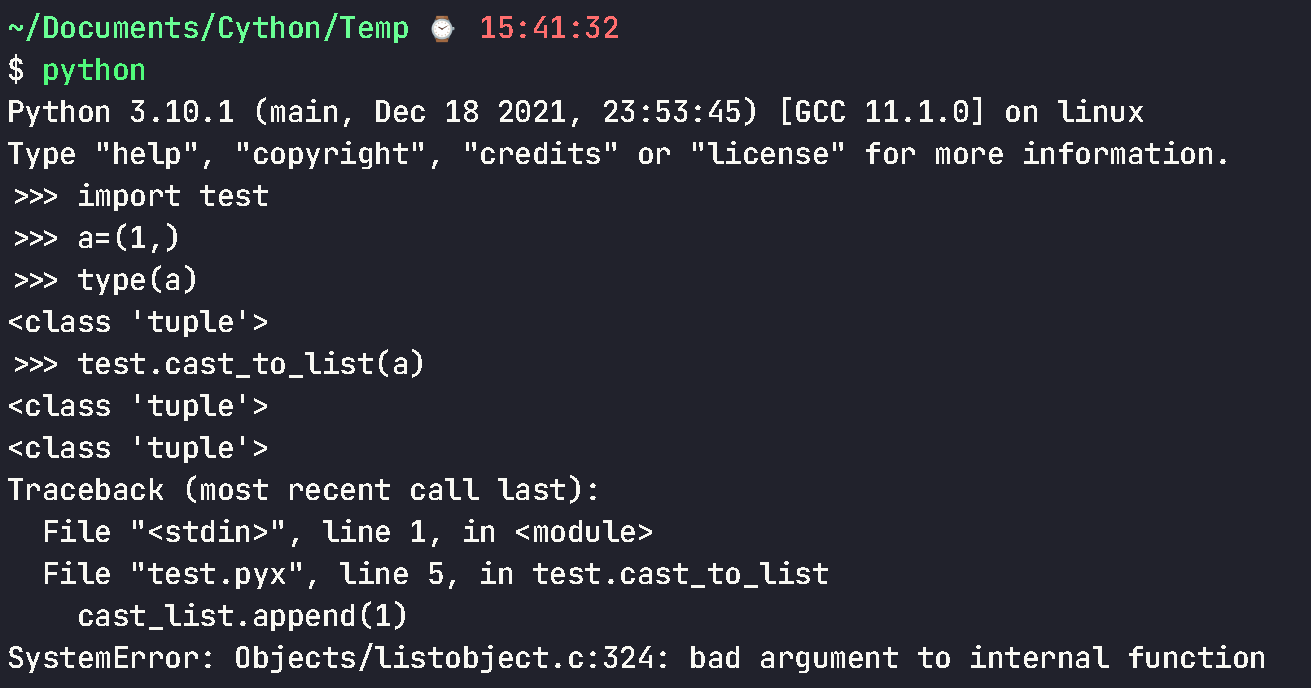 ~/Documents/Cython/Temp ⌚ 15:41:32
$ python
Python 3.10.1 (main, Dec 18 2021, 23:53:45) [GCC 11.1.0] on linux
Type "help", "copyright", "credits" or "license" for more information.
>>> import test
>>> a=(1,)
>>> type(a)
<class 'tuple'>
>>> test.cast_to_list(a)
<class 'tuple'>
<class 'tuple'>
Traceback (most recent call last):
  File "<stdin>", line 1, in <module>
  File "test.pyx", line 5, in test.cast_to_list
    cast_list.append(1)
SystemError: Objects/listobject.c:324: bad argument to internal function